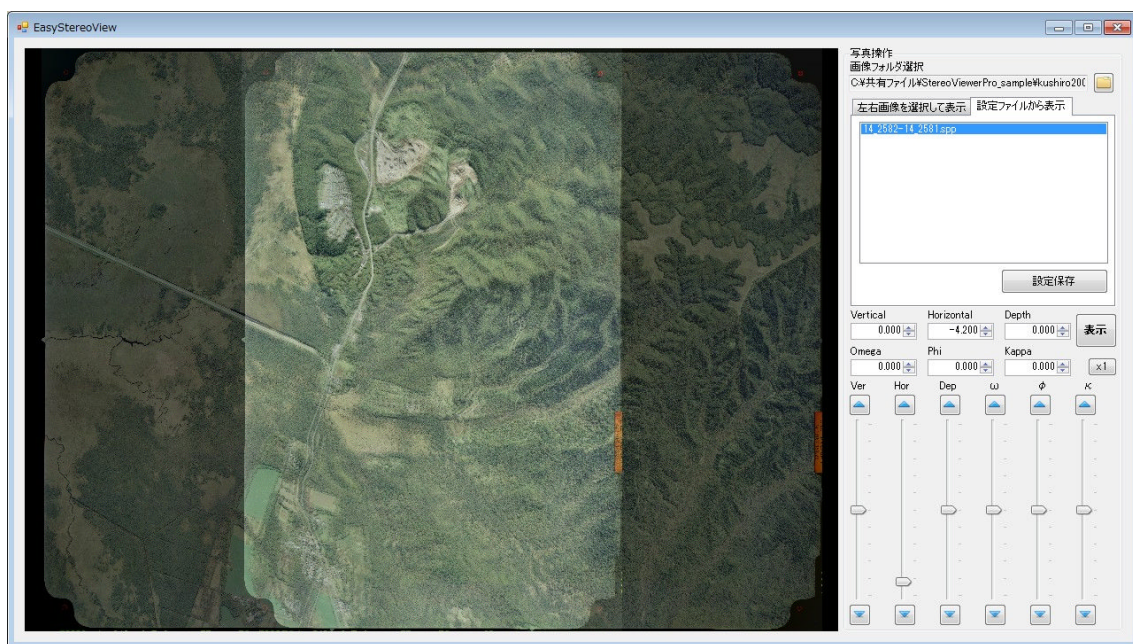 EasyStereoView
写真操作
画像フォルダ選択
C:¥共有ファイル¥StereoViewerPro_sample¥kushiro200
左右画像を選択して表示 設定ファイルから表示
14_2582-14_2581.spp
設定保存
Vertical Horizontal Depth
0.000 -4.200 0.000 表示
Omega Phi Kappa
0.000 0.000 0.000 x1
Ver Hor Dep ω φ κ